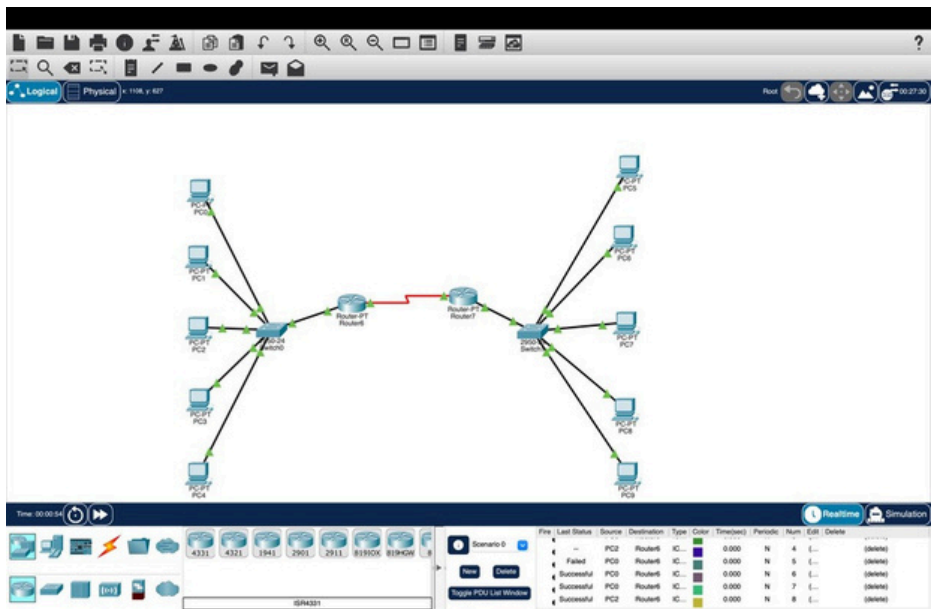 ?
Logical Physical x: 1108, y: 627 Root 00:27:30
PC0
PC-PT
PC1
PC-PT
PC2
PC-PT
PC3
PC-PT
PC4
Router-PT
Router6
Router-PT
Router7
PC5
PC-PT
PC6
PC-PT
PC7
PC-PT
PC8
PC-PT
PC9
Time: 00:00:54 Realtime Simulation
4331 4321 1941 2901 2911 819IOX 819HGW
ISR4331
Scenario 0
New Delete
Toggle PDU List Window
Fire Last Status Source Destination Type Color Time(sec) Periodic Num Edit Delete
-- PC2 Router6 IC... 0.000 N 4 (... (delete)
Failed PC0 Router6 IC... 0.000 N 5 (... (delete)
Successful PC0 Router6 IC... 0.000 N 6 (... (delete)
Successful PC0 Router6 IC... 0.000 N 7 (... (delete)
Successful PC2 Router6 IC... 0.000 N 8 (... (delete)